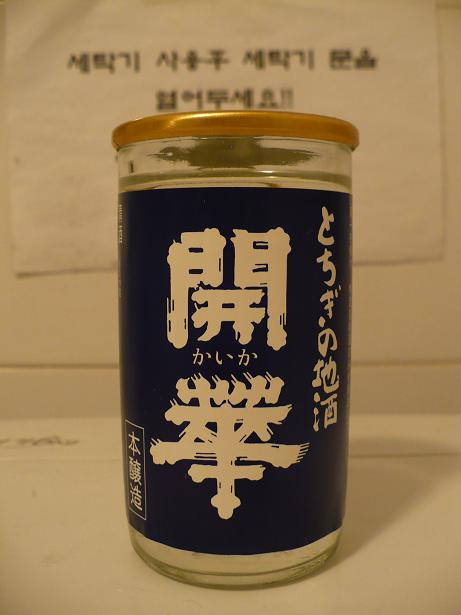 세탁기 사용후 세탁기 문을
열어두세요!!
とちぎの地酒
開華
かいか
本醸造